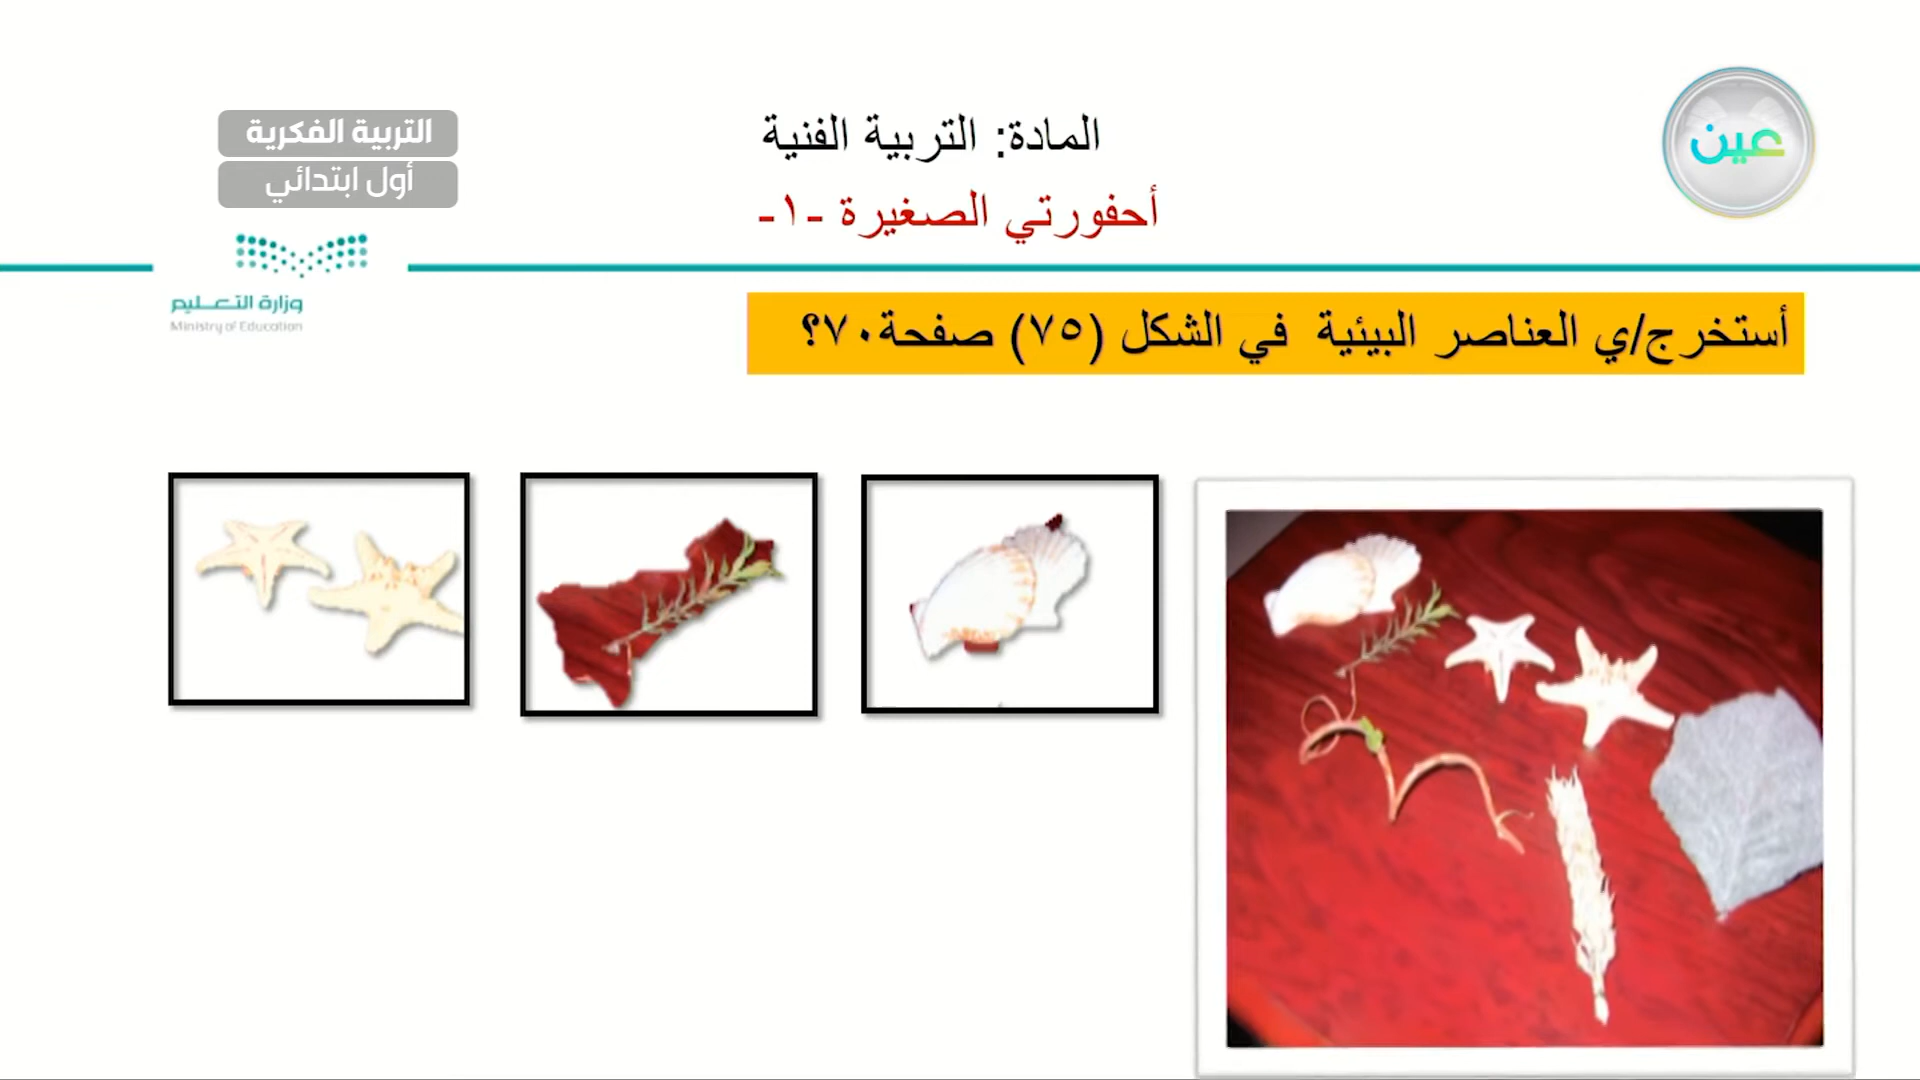 عين
المادة: التربية الفنية
أحفورتي الصغيرة -١-
التربية الفكرية
أول ابتدائي
وزارة التعليم
Ministry of Education
أستخرج/ي العناصر البيئية في الشكل (٧٥) صفحة٧٠؟